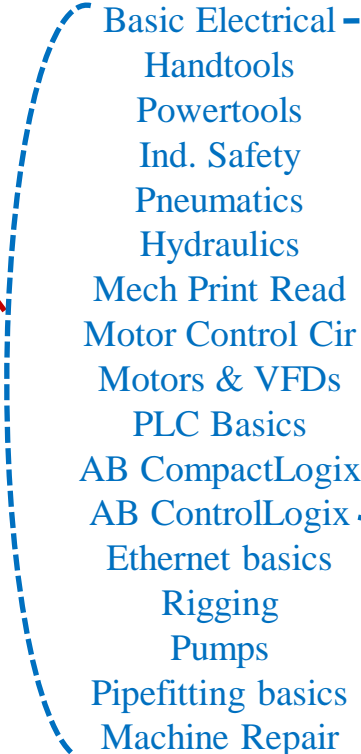 Basic Electrical
Handtools
Powertools
Ind. Safety
Pneumatics
Hydraulics
Mech Print Read
Motor Control Cir
Motors & VFDs
PLC Basics
AB CompactLogix
AB ControlLogix
Ethernet basics
Rigging
Pumps
Pipefitting basics
Machine Repair